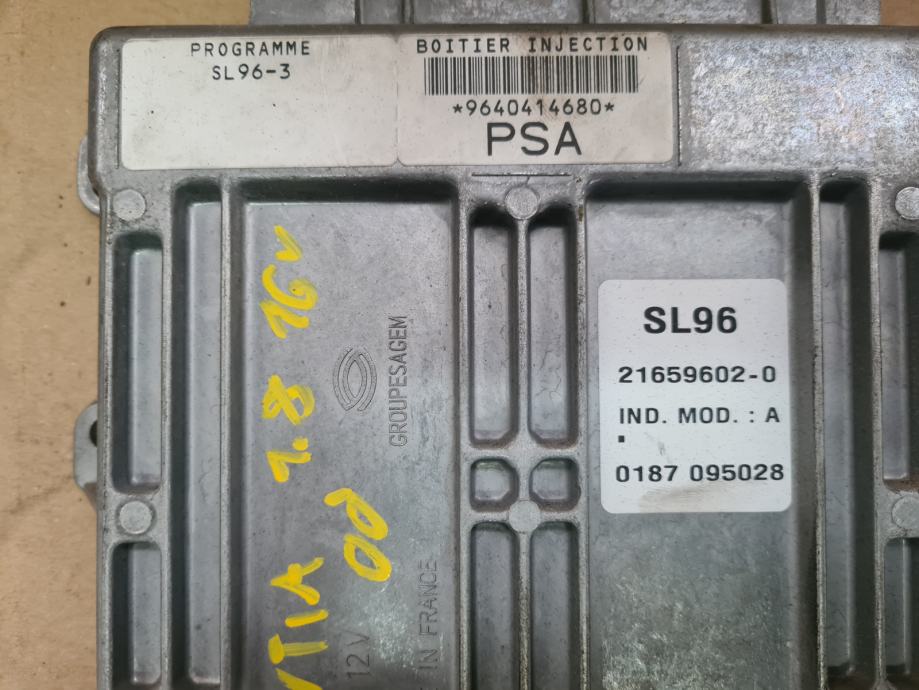 PROGRAMME
SL96-3
BOITIER INJECTION
*9640414680*
PSA
1.8 16v
00'
GROUPESAGEM
12V
IN FRANCE
SL96
21659602-0
IND. MOD. : A
0187 095028